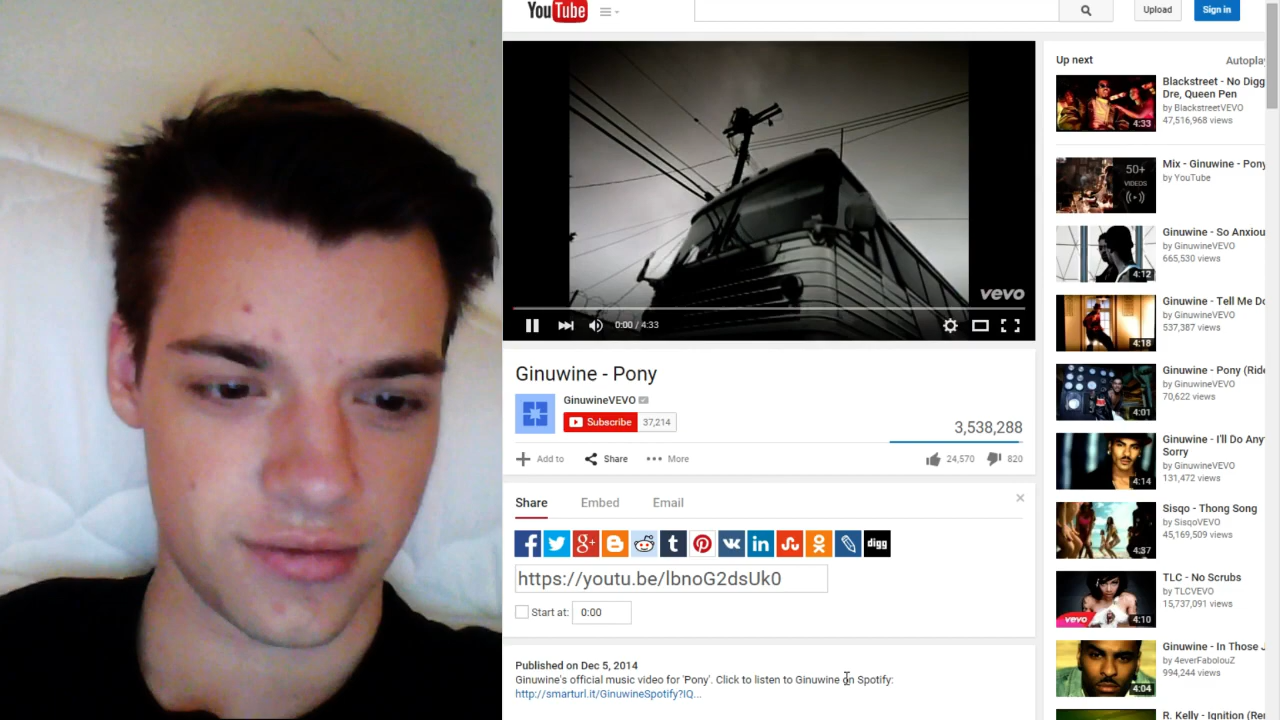 YouTube
Upload
Sign in
vevo
0:00 / 4:33
Ginuwine - Pony
GinuwineVEVO
Subscribe
37,214
3,538,288
Add to
Share
More
24,570
820
Share
Embed
Email
digg
https://youtu.be/lbnoG2dsUk0
Start at:
0:00
Published on Dec 5, 2014
Ginuwine's official music video for 'Pony'. Click to listen to Ginuwine on Spotify:
http://smarturl.it/GinuwineSpotify?IQ...
Up next
Autoplay
Blackstreet - No Digg
Dre, Queen Pen
by BlackstreetVEVO
47,516,968 views
4:33
Mix - Ginuwine - Pony
by YouTube
50+
VIDEOS
Ginuwine - So Anxiou
by GinuwineVEVO
665,530 views
4:12
Ginuwine - Tell Me Do
by GinuwineVEVO
537,387 views
4:18
Ginuwine - Pony (Ride
by GinuwineVEVO
70,622 views
4:01
Ginuwine - I'll Do Any
Sorry
by GinuwineVEVO
131,472 views
4:14
Sisqo - Thong Song
by SisqoVEVO
45,169,509 views
4:37
TLC - No Scrubs
by TLCVEVO
15,737,091 views
vevo
4:10
Ginuwine - In Those J
by 4everFabolouZ
994,244 views
4:04
R. Kelly - Ignition (Re